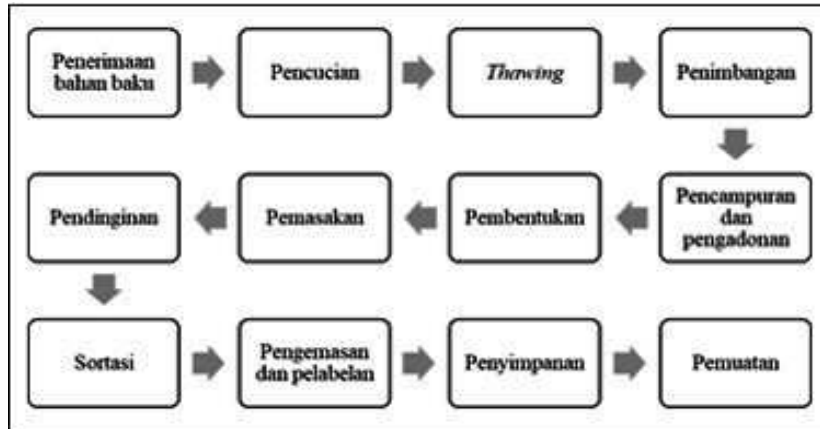 Penerimaan
bahan baku
Pencucian
Thawing
Penimbangan
Pencampuran
dan
pengadonan
Pembentukan
Pemasakan
Pendinginan
Sortasi
Pengemasan
dan pelabelan
Penyimpanan
Pemuatan